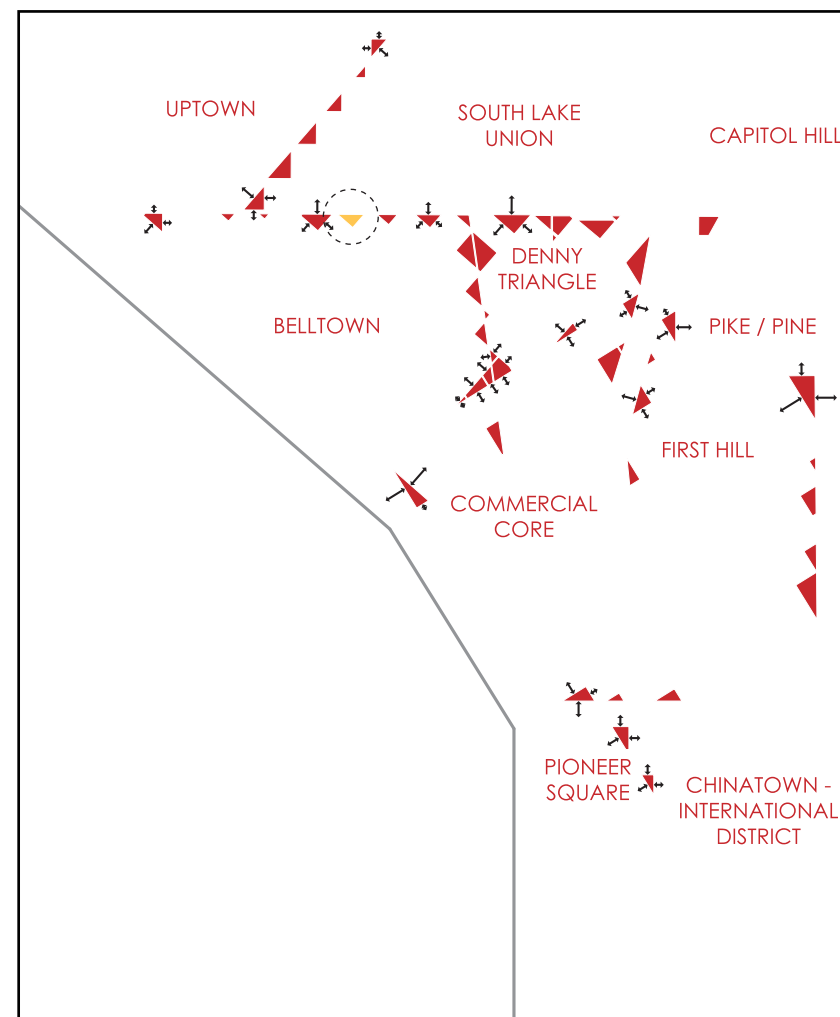 UPTOWN
SOUTH LAKE
UNION
CAPITOL HILL
DENNY
TRIANGLE
BELLTOWN
PIKE / PINE
FIRST HILL
COMMERCIAL
CORE
PIONEER
SQUARE
CHINATOWN -
INTERNATIONAL
DISTRICT